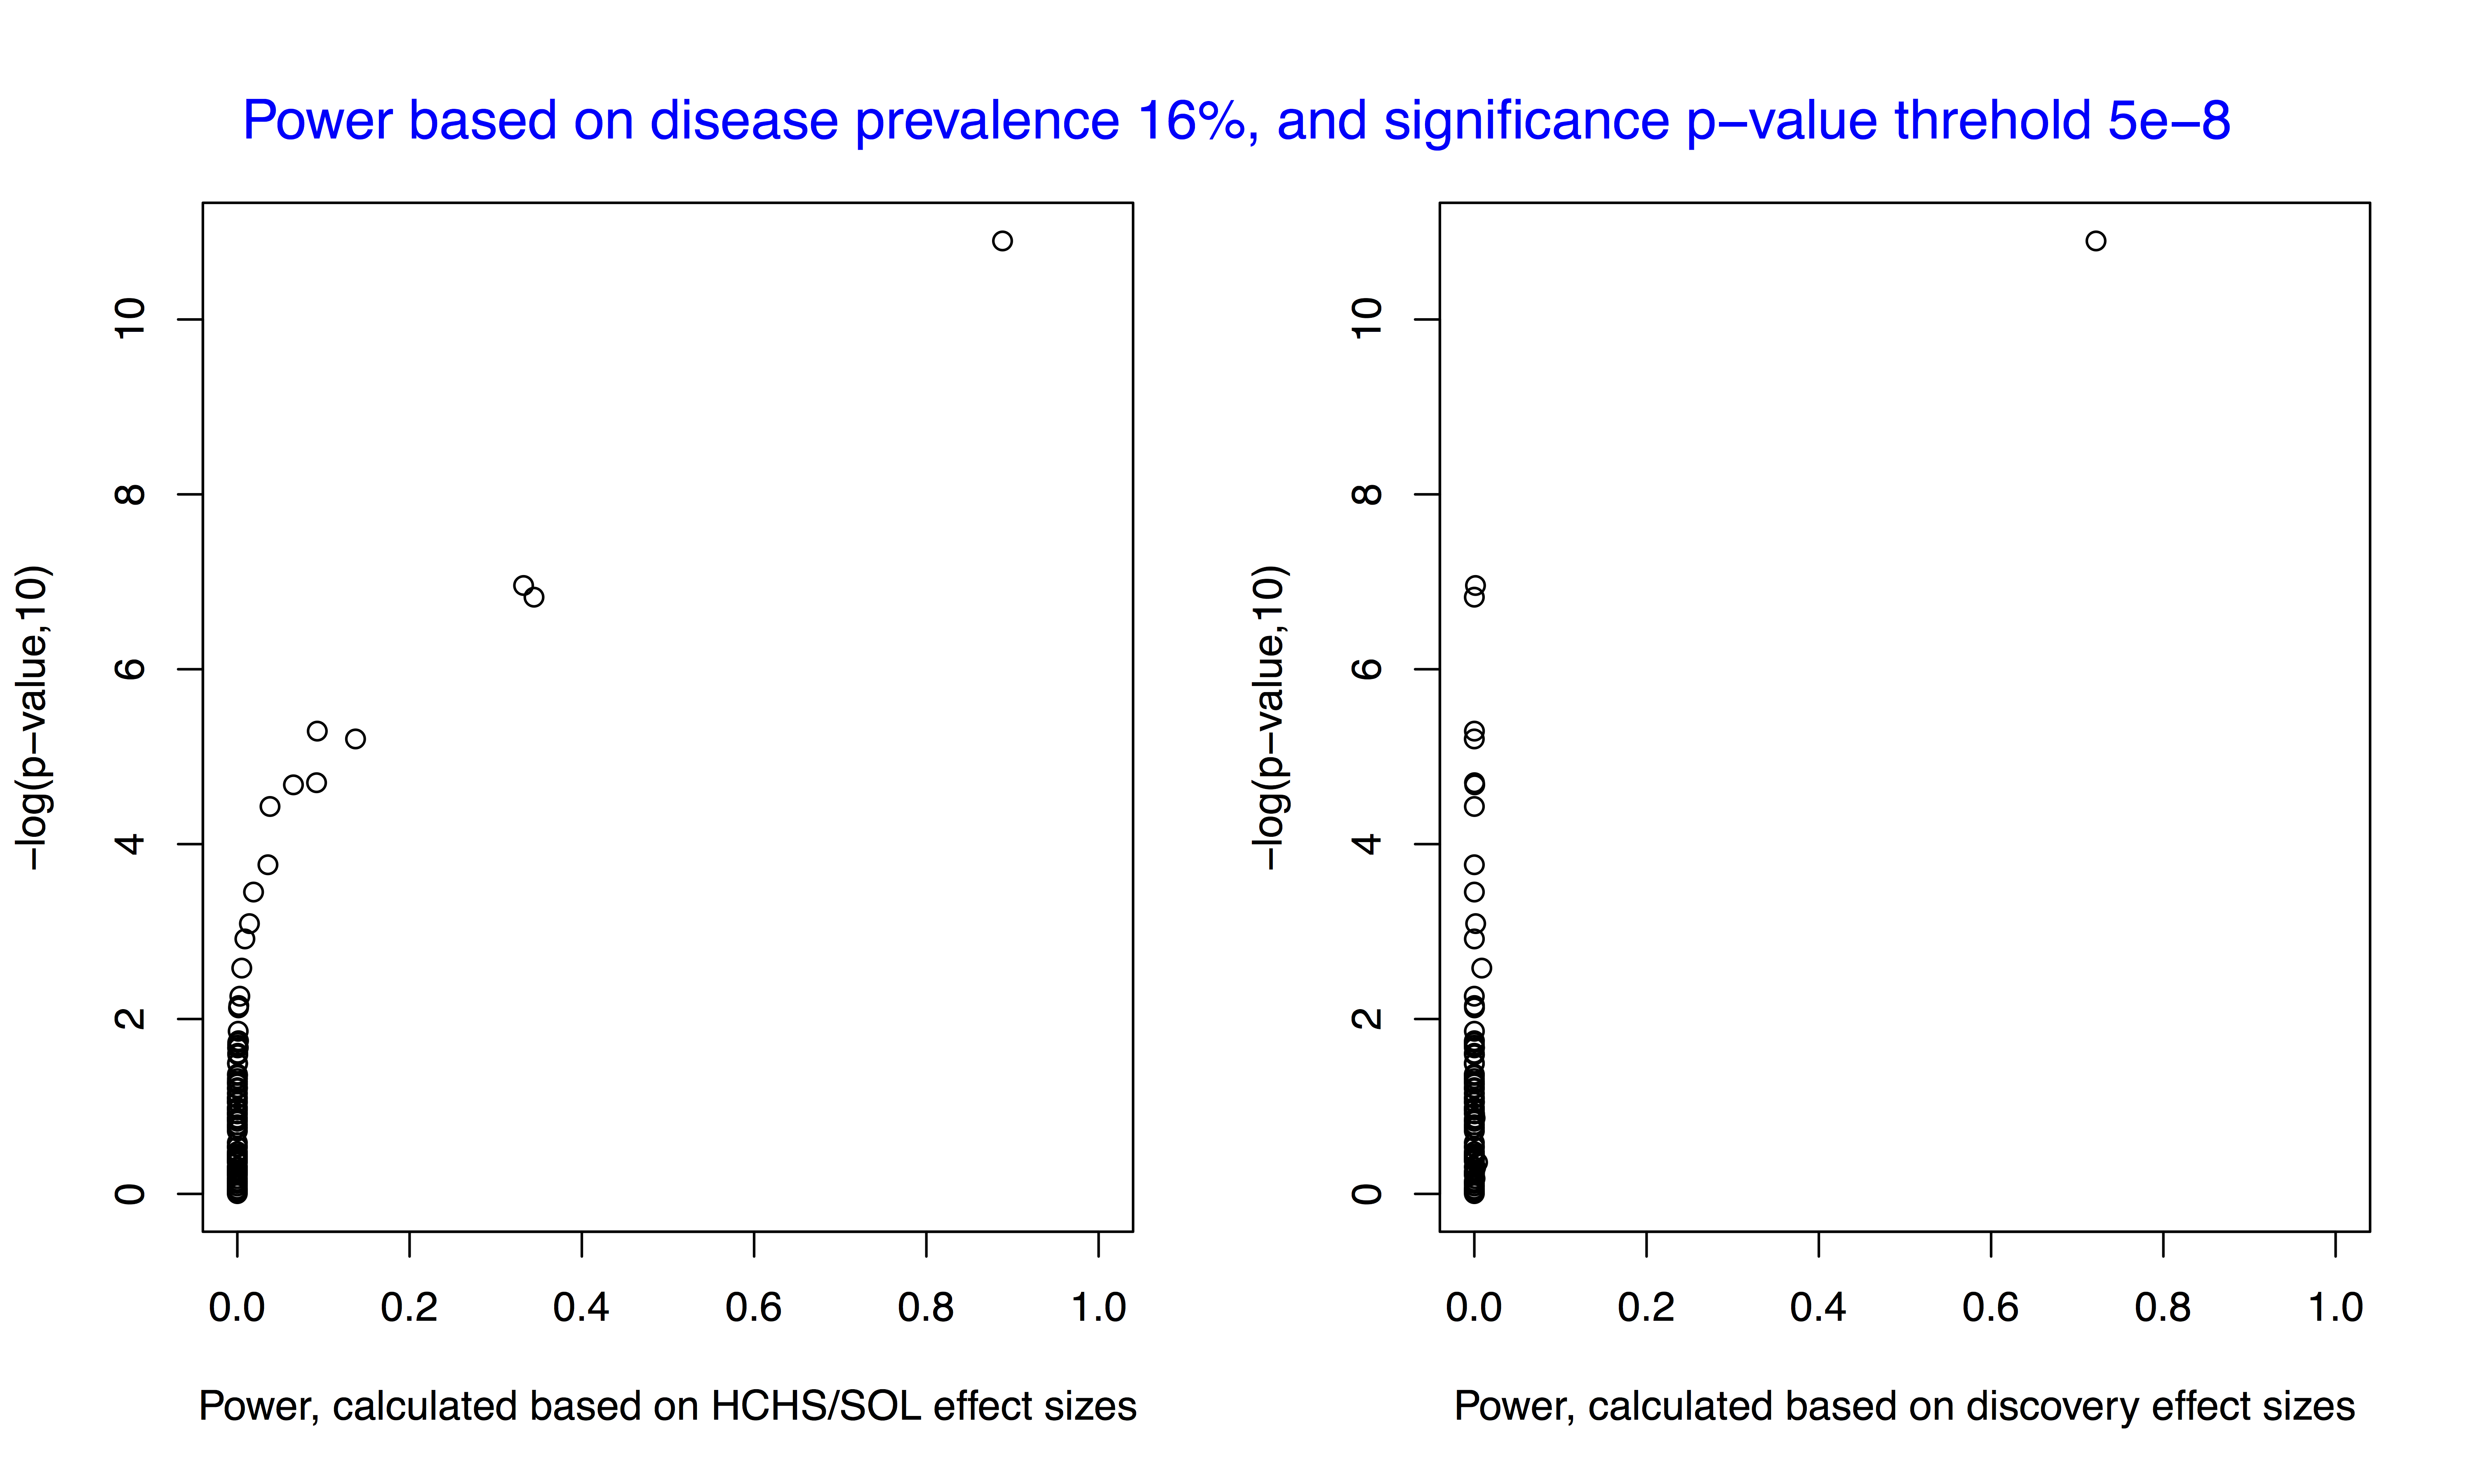 Power based on disease prevalence 16%, and significance p−value threhold 5e−8
−log(p−value,10)
10
8
6
4
2
0
0.0 0.2 0.4 0.6 0.8 1.0
Power, calculated based on HCHS/SOL effect sizes
−log(p−value,10)
10
8
6
4
2
0
0.0 0.2 0.4 0.6 0.8 1.0
Power, calculated based on discovery effect sizes